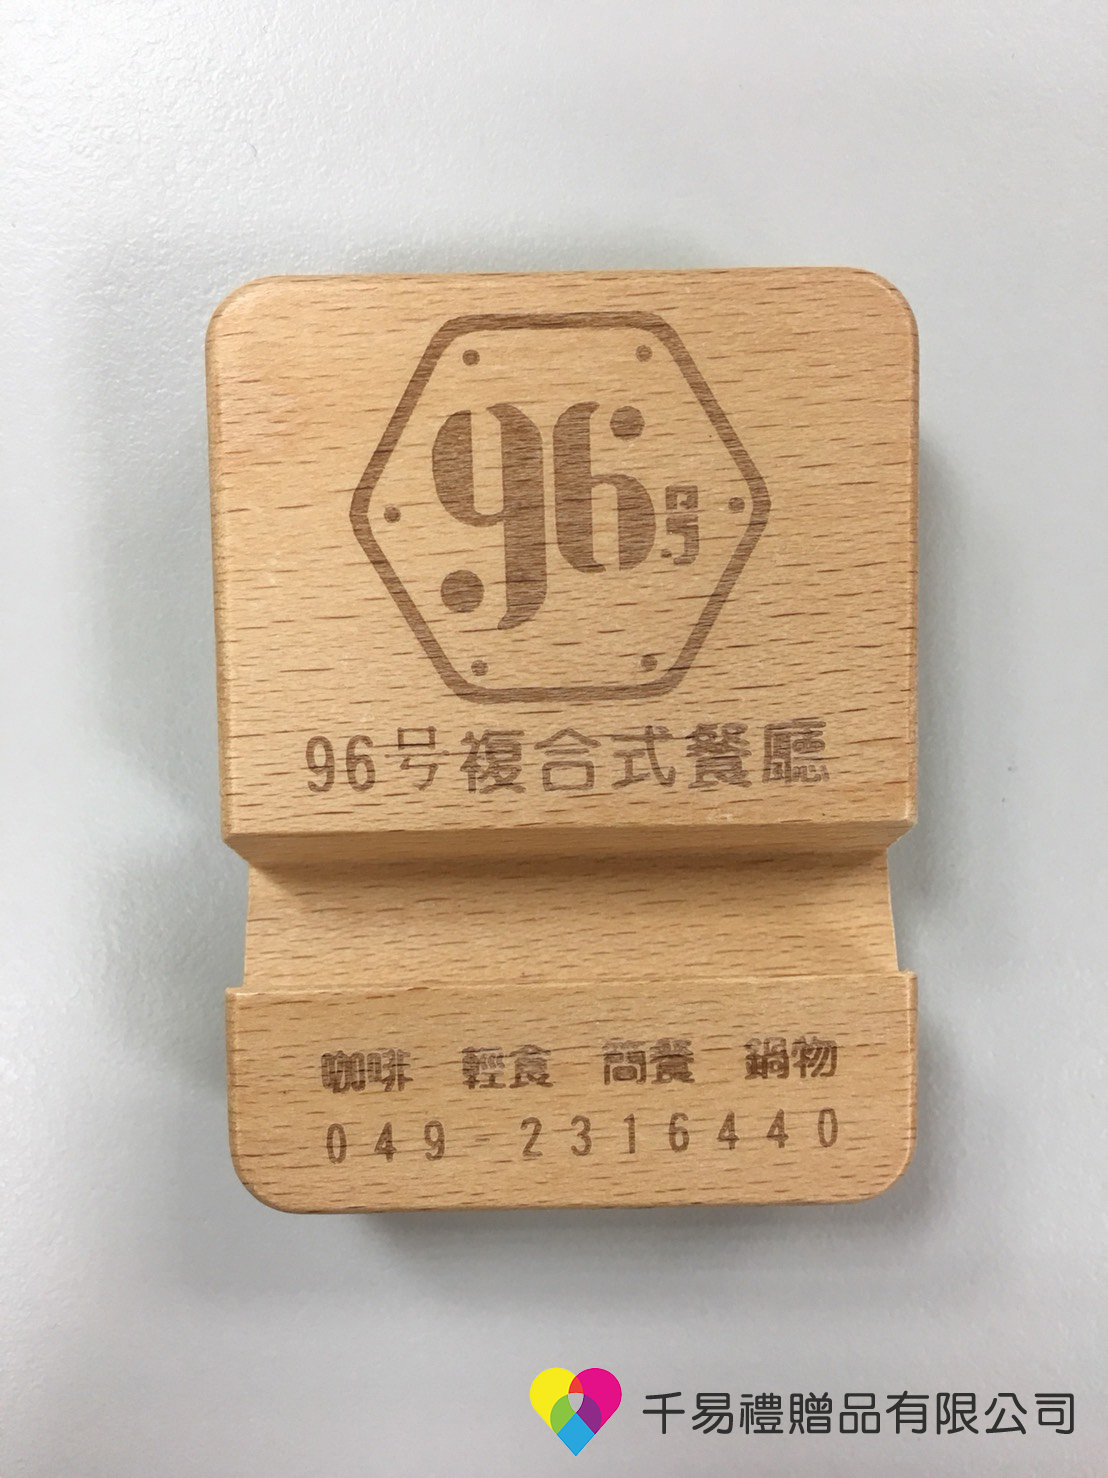 96号
96号複合式餐廳
咖啡 輕食 簡餐 鍋物
049 2316440
千易禮贈品有限公司